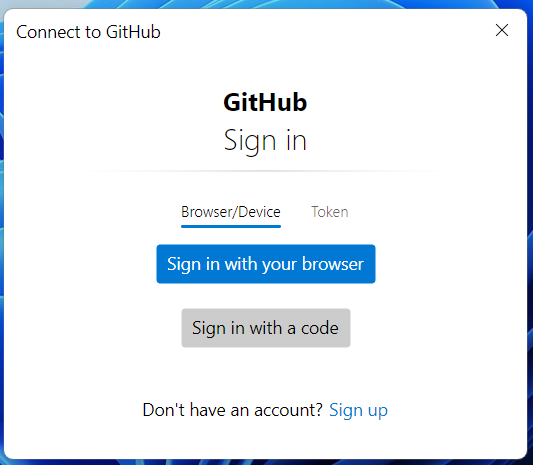 Connect to GitHub
GitHub
Sign in
Browser/Device Token
Sign in with your browser
Sign in with a code
Don't have an account? Sign up